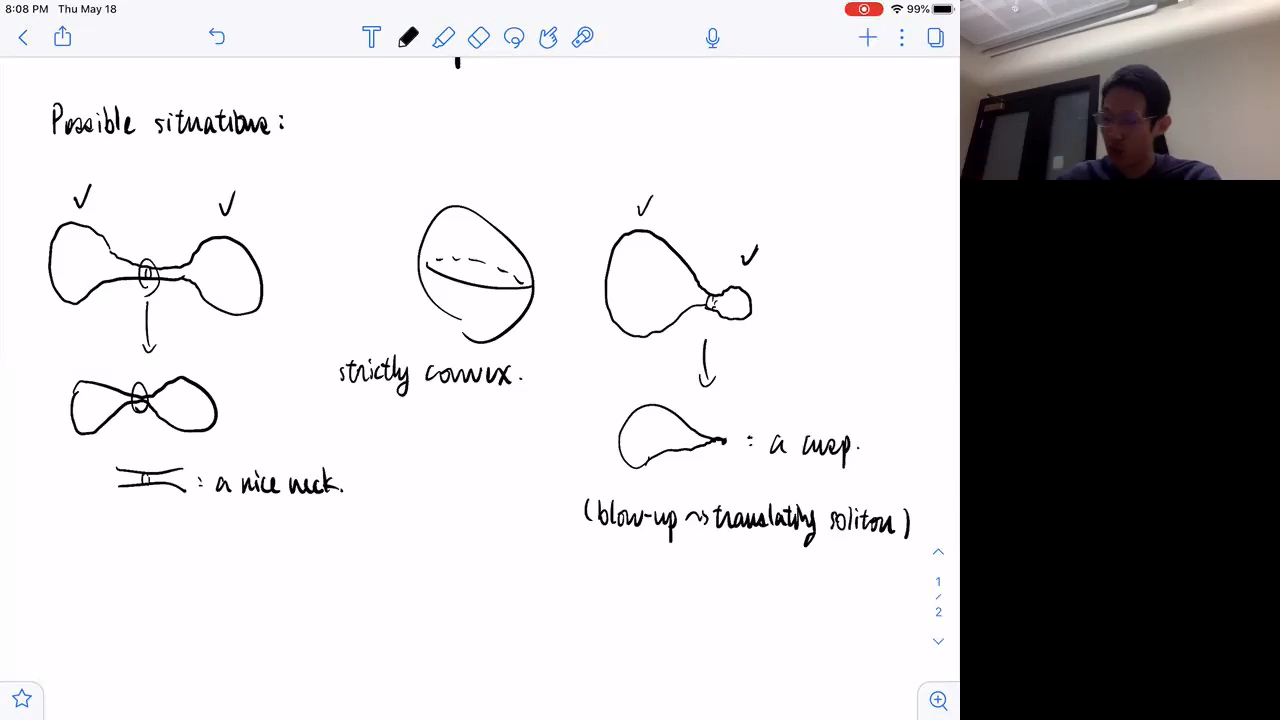 8:08 PM Thu May 18
99%
Possible situations:
strictly convex.
: a nice neck.
: a cusp.
(blow-up ⇝ translating soliton)
1
/
2